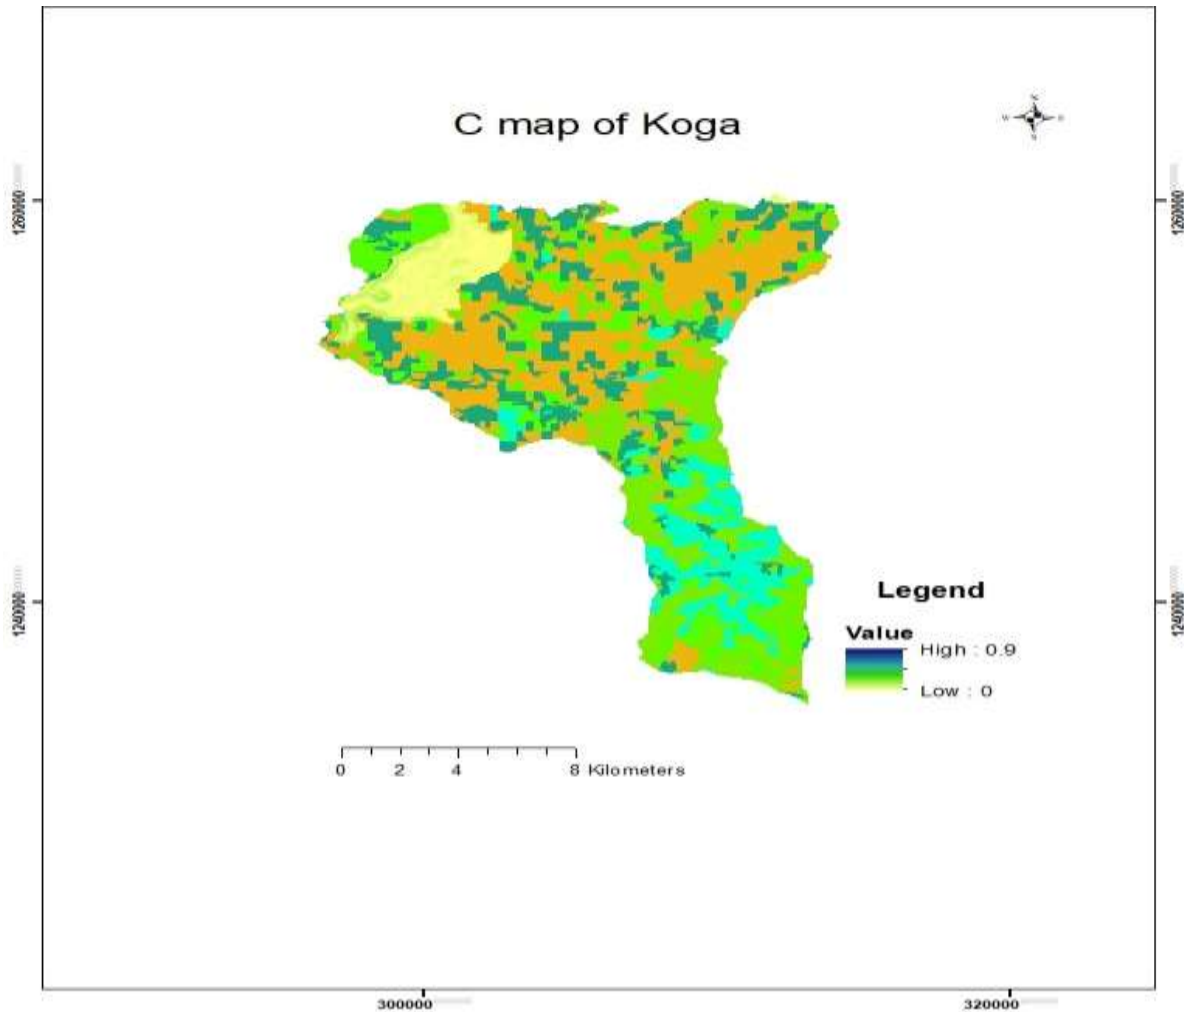 C map of Koga
N
W E
1260000
1260000
1240000
1240000
Legend
Value
High : 0.9
Low : 0
0 2 4 8 Kilometers
300000
320000